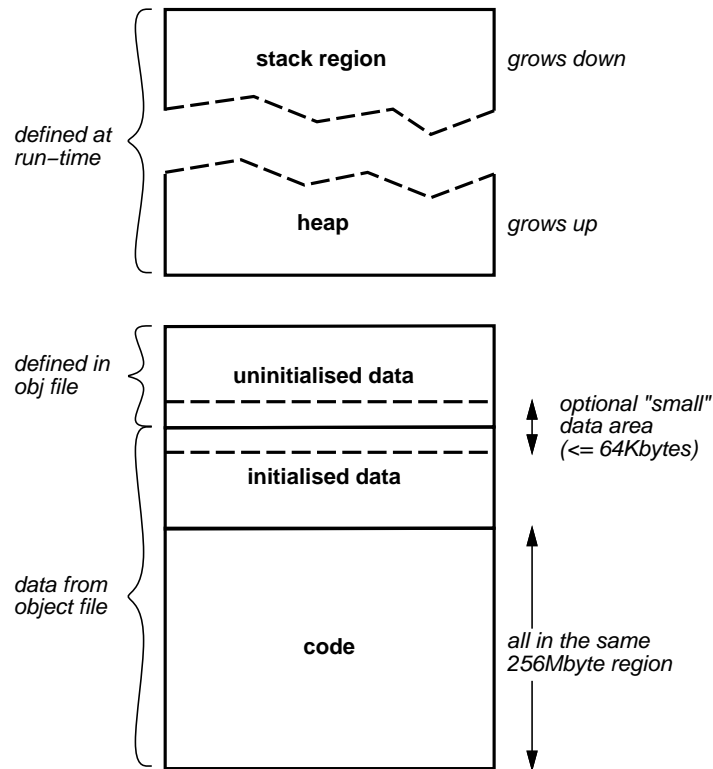 stack region
grows down
defined at
run−time
heap
grows up
defined in
obj file
uninitialised data
optional "small"
data area
(<= 64Kbytes)
initialised data
data from
object file
code
all in the same
256Mbyte region